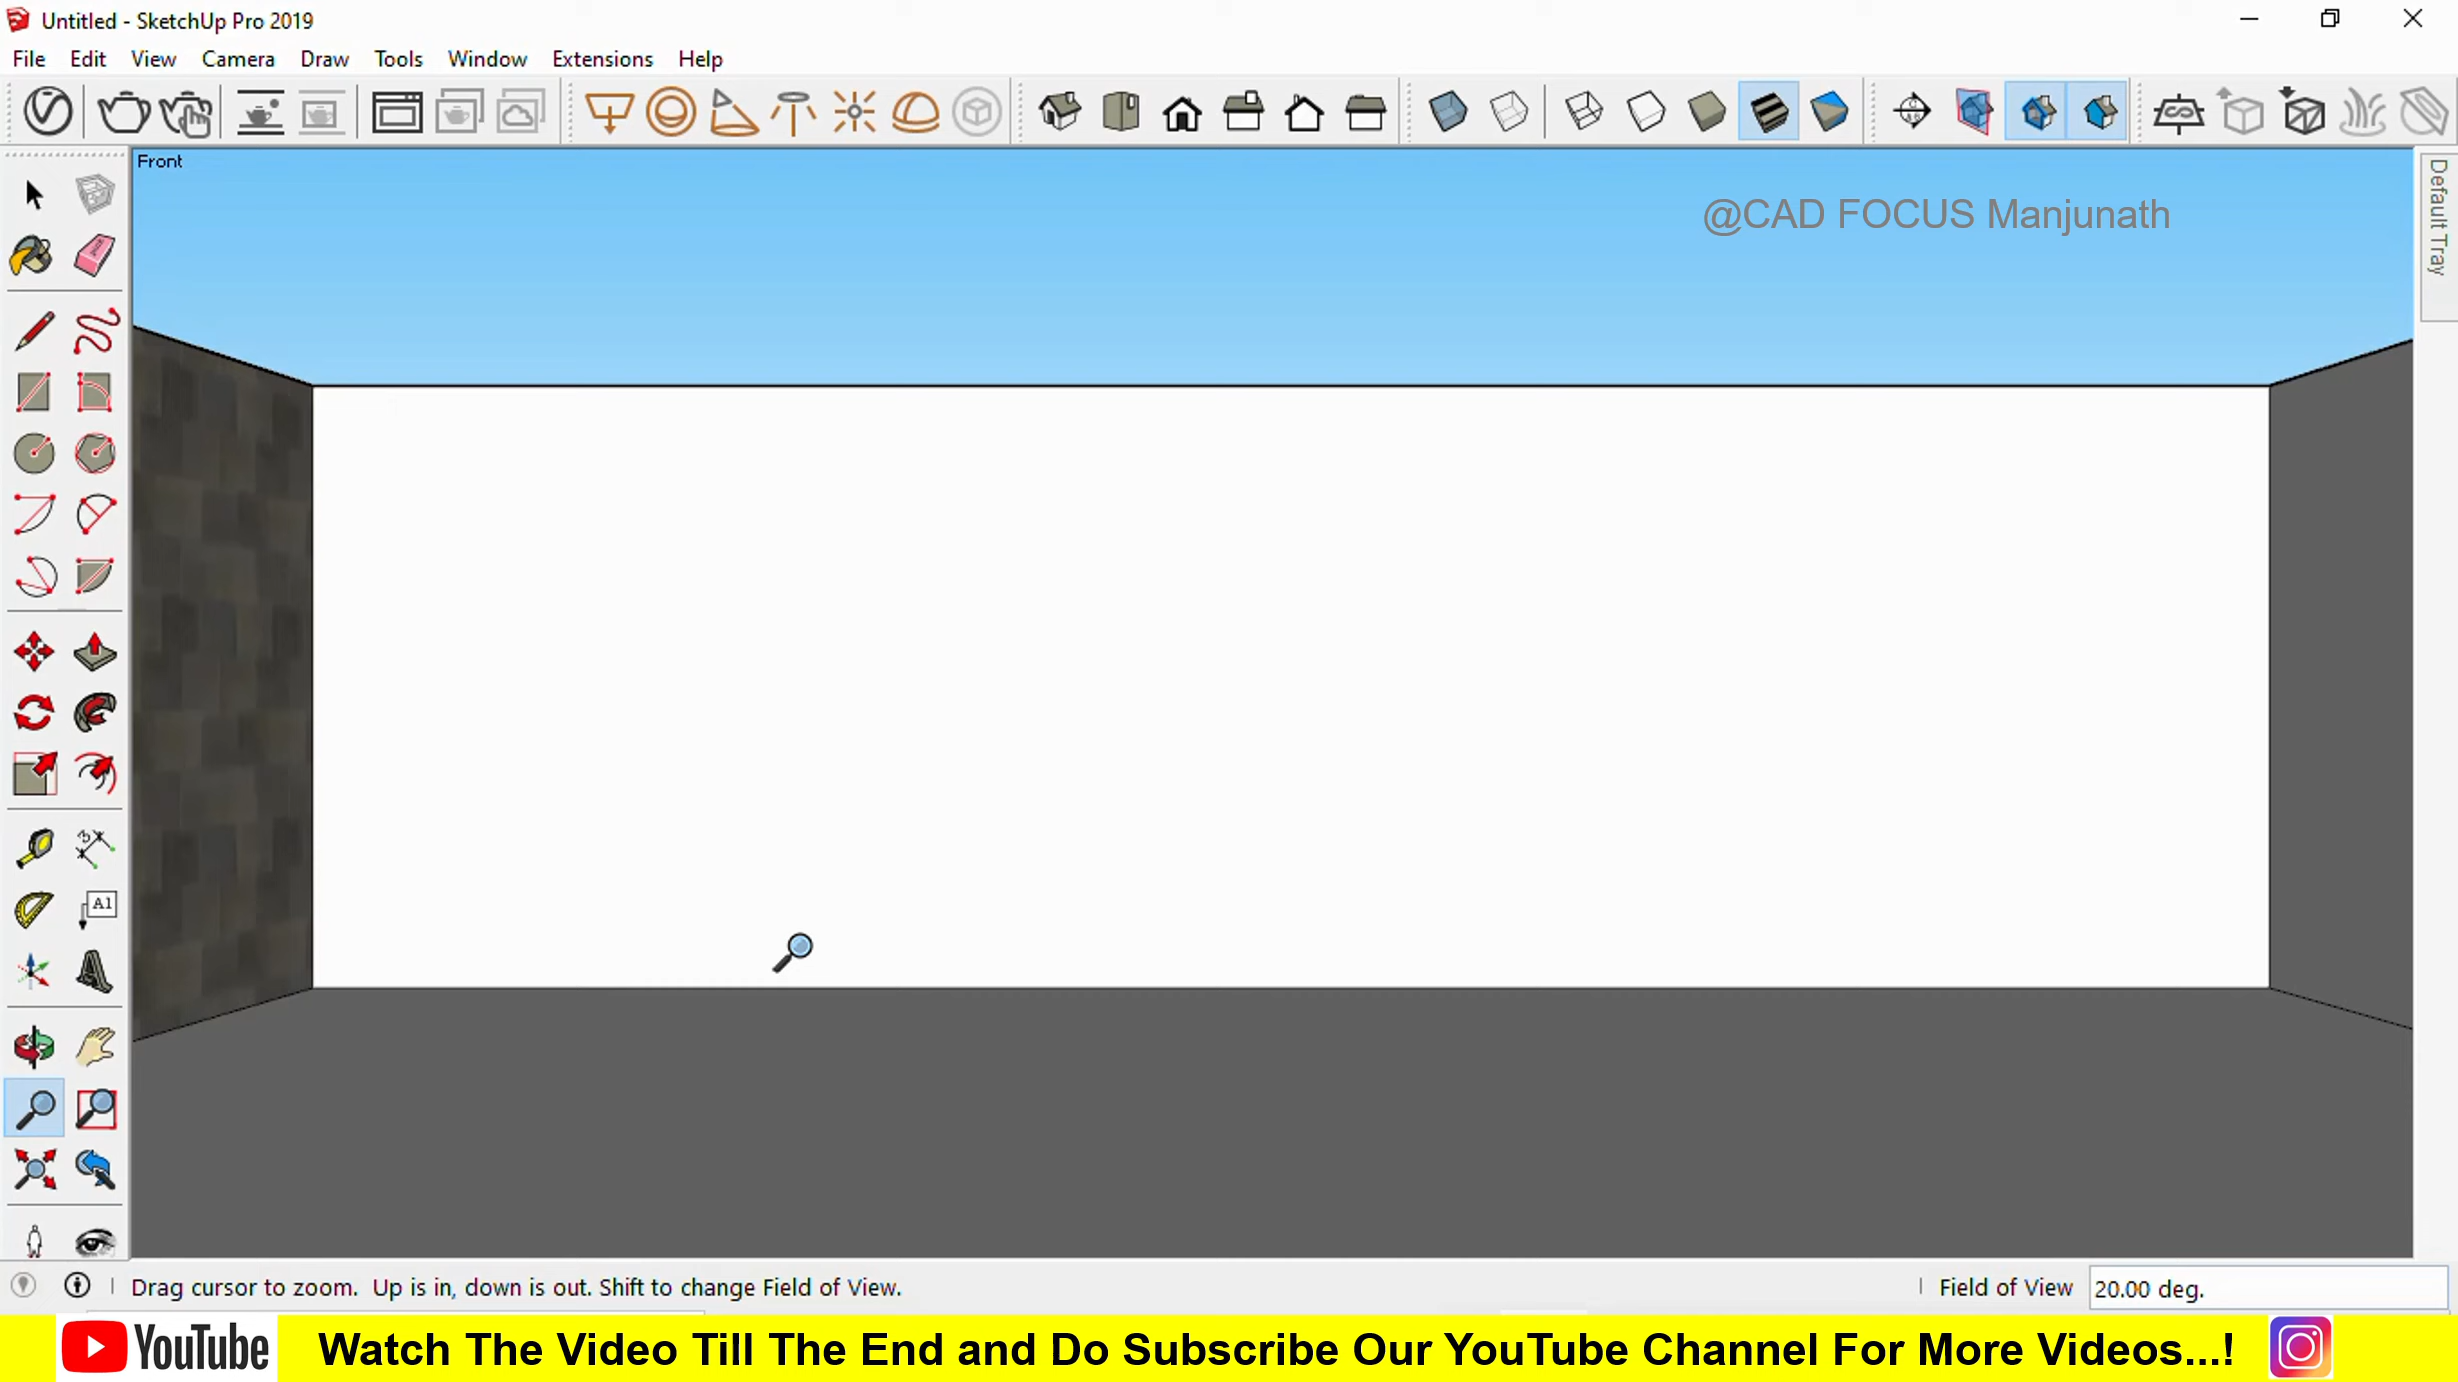 Untitled - SketchUp Pro 2019
File Edit View Camera Draw Tools Window Extensions Help
Front
@CAD FOCUS Manjunath
Default Tray
A1
Drag cursor to zoom. Up is in, down is out. Shift to change Field of View.
Field of View 20.00 deg.
YouTube Watch The Video Till The End and Do Subscribe Our YouTube Channel For More Videos...!